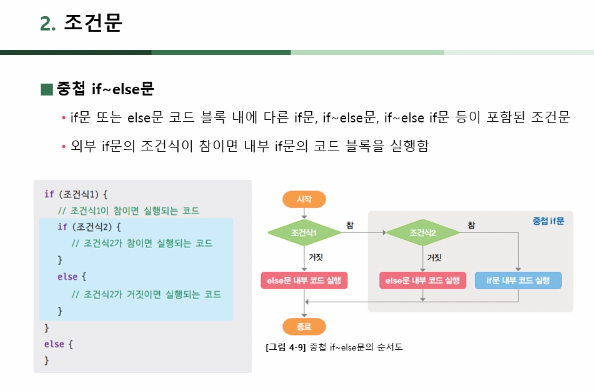 2. 조건문
■ 중첩 if~else문
• if문 또는 else문 코드 블록 내에 다른 if문, if~else문, if~else if문 등이 포함된 조건문
• 외부 if문의 조건식이 참이면 내부 if문의 코드 블록을 실행함
if (조건식1) {
// 조건식1이 참이면 실행되는 코드
if (조건식2) {
// 조건식2가 참이면 실행되는 코드
}
else {
// 조건식2가 거짓이면 실행되는 코드
}
}
else {
}
시작
중첩 if문
조건식1
참
조건식2
참
거짓
거짓
else문 내부 코드 실행
else문 내부 코드 실행
if문 내부 코드 실행
종료
[그림 4-9] 중첩 if~else문의 순서도